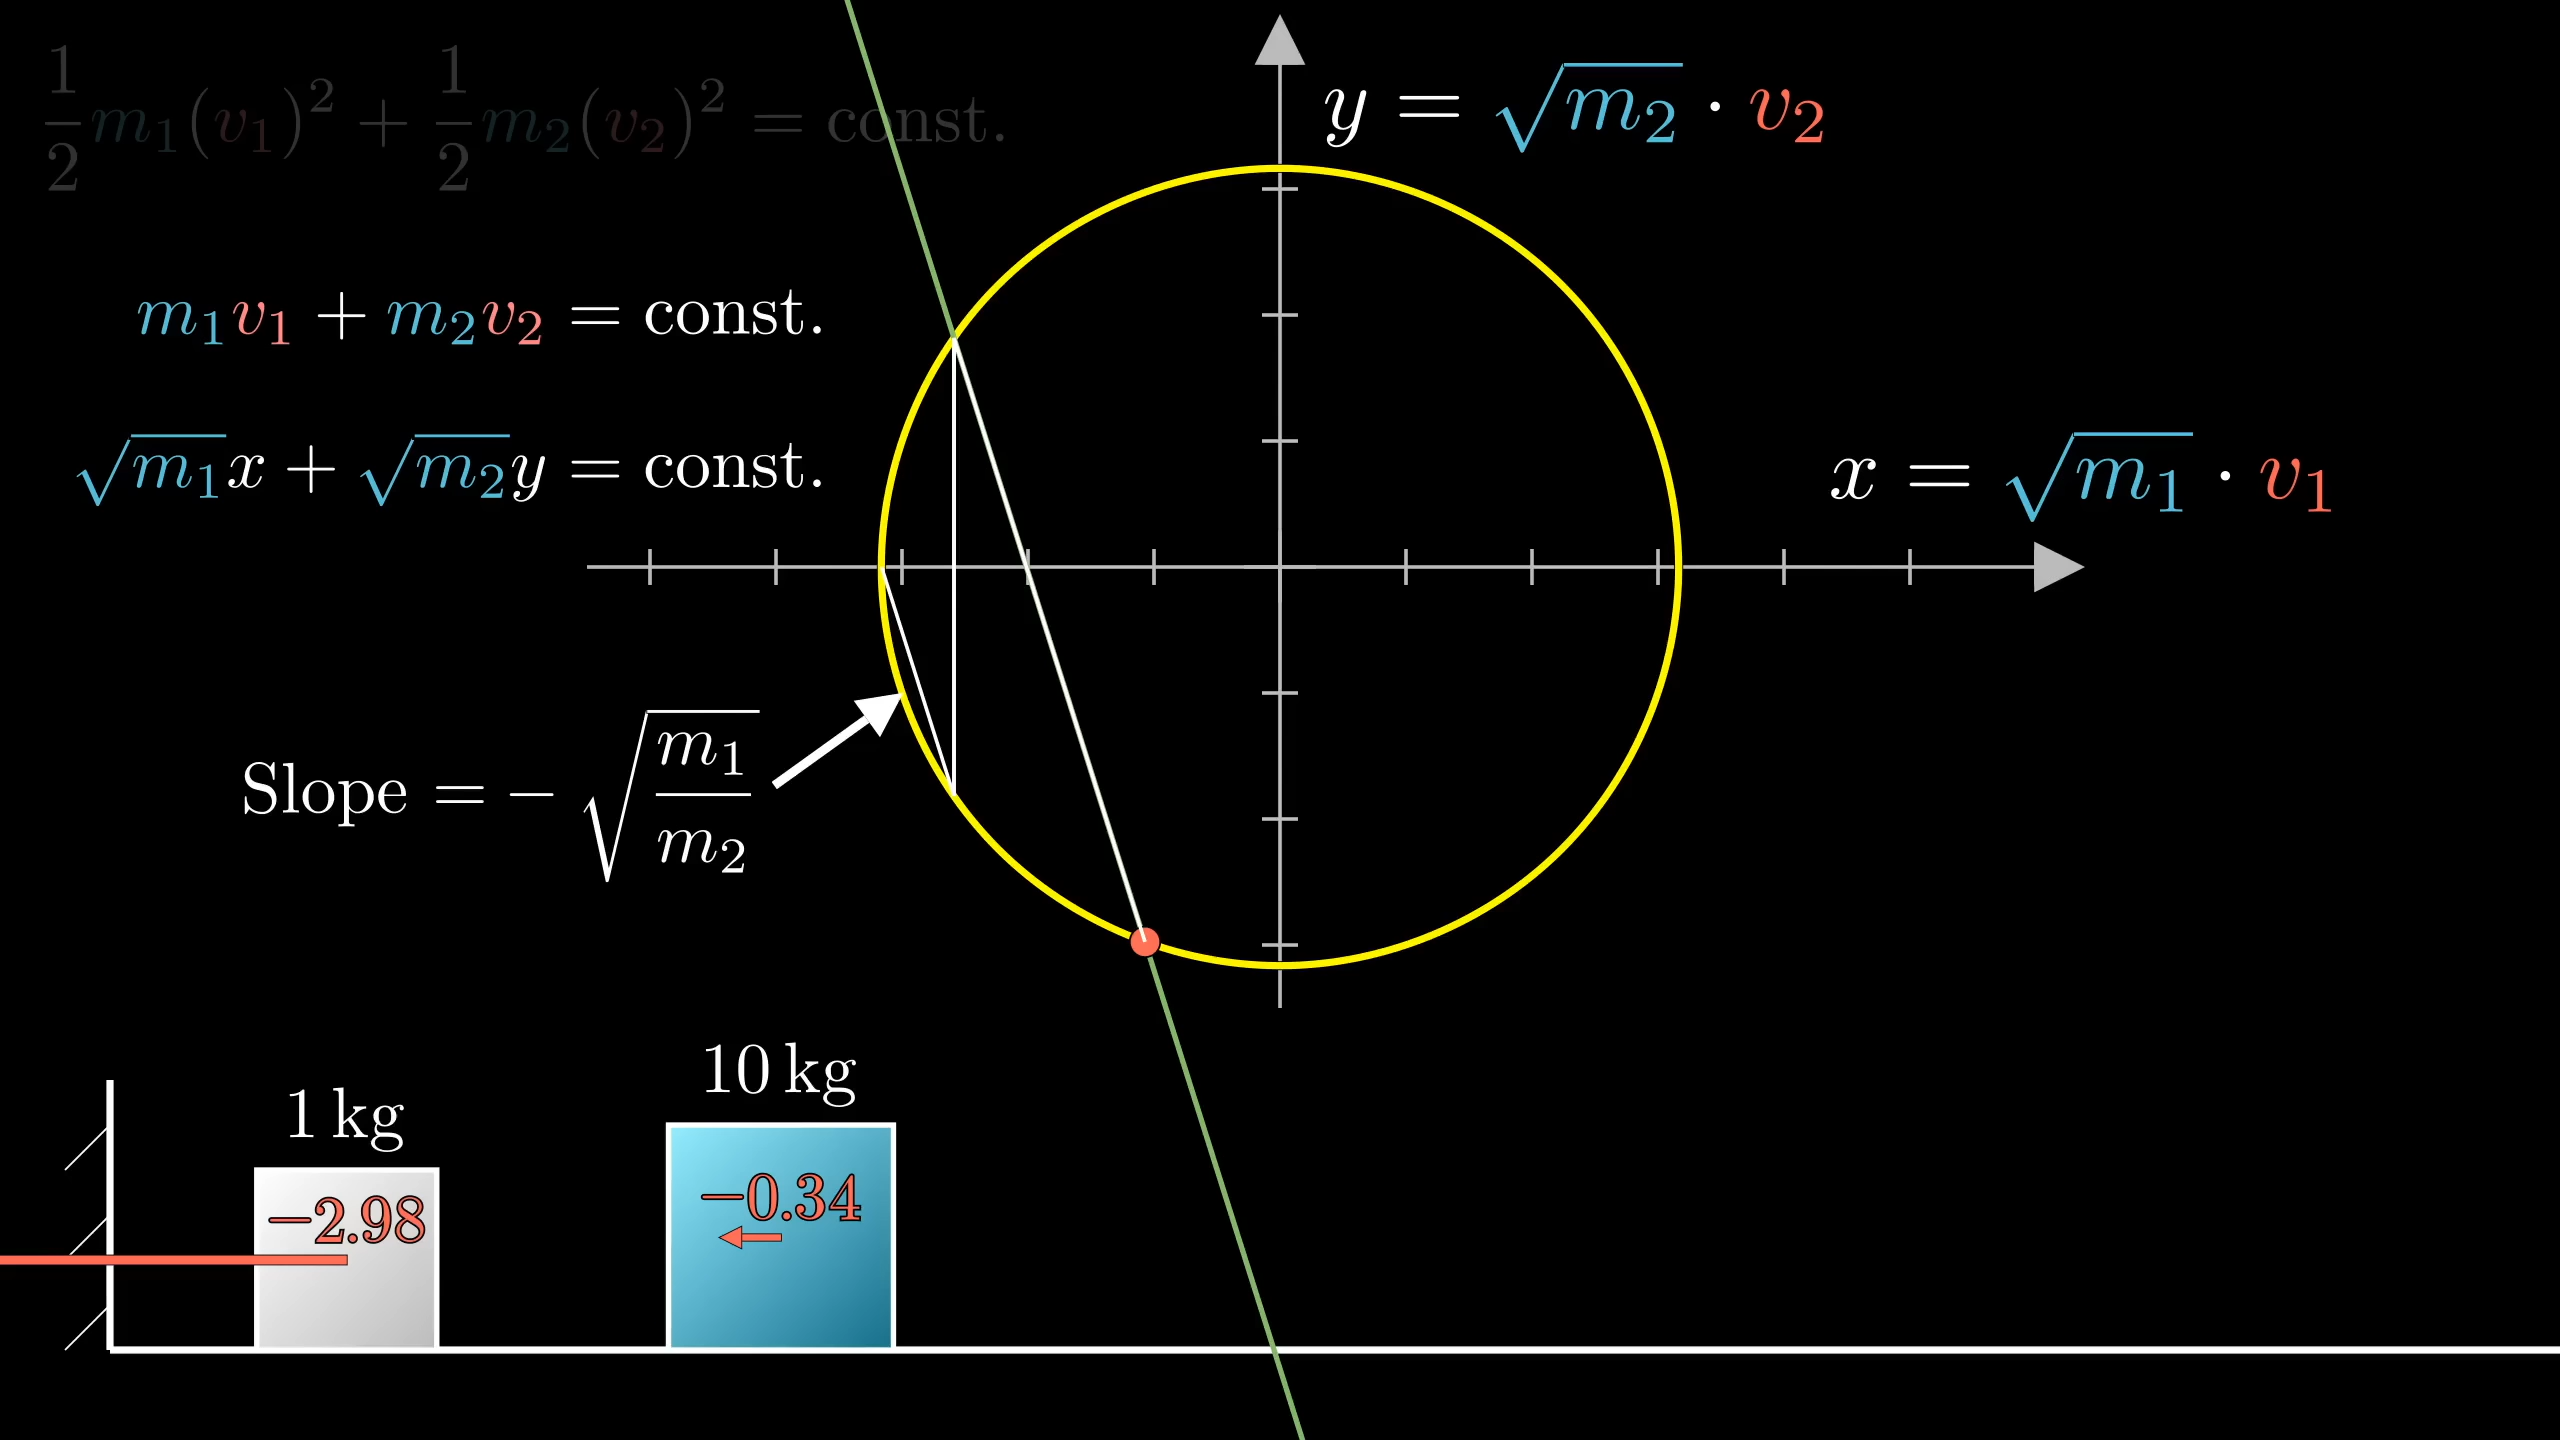 1/2 m₁(v₁)² + 1/2 m₂(v₂)² = const.
y = √m₂ · v₂
m₁v₁ + m₂v₂ = const.
√m₁x + √m₂y = const.
x = √m₁ · v₁
Slope = − √(m₁/m₂)
1 kg
10 kg
−2.98
−0.34